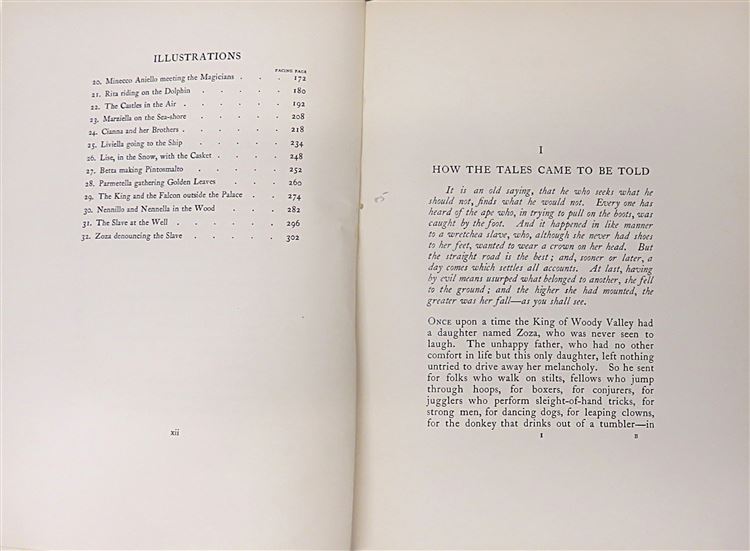 ILLUSTRATIONS
FACING PAGE
20. Minecco Aniello meeting the Magicians . . . 172
21. Rita riding on the Dolphin . . . . . 180
22. The Castles in the Air . . . . . . 192
23. Marziella on the Sea-shore . . . . . 208
24. Cianna and her Brothers . . . . . . 218
25. Liviella going to the Ship . . . . . 234
26. Lise, in the Snow, with the Casket . . . . 248
27. Betta making Pintosmalto . . . . . 252
28. Parmetella gathering Golden Leaves . . . . 260
29. The King and the Falcon outside the Palace . . . 274
30. Nennillo and Nennella in the Wood . . . . 282
31. The Slave at the Well . . . . . . 296
32. Zoza denouncing the Slave . . . . . 302
xii
I
HOW THE TALES CAME TO BE TOLD
It is an old saying, that he who seeks what he
should not, finds what he would not. Every one has
heard of the ape who, in trying to pull on the boots, was
caught by the foot. And it happened in like manner
to a wretched slave, who, although she never had shoes
to her feet, wanted to wear a crown on her head. But
the straight road is the best; and, sooner or later, a
day comes which settles all accounts. At last, having
by evil means usurped what belonged to another, she fell
to the ground; and the higher she had mounted, the
greater was her fall—as you shall see.
ONCE upon a time the King of Woody Valley had
a daughter named Zoza, who was never seen to
laugh. The unhappy father, who had no other
comfort in life but this only daughter, left nothing
untried to drive away her melancholy. So he sent
for folks who walk on stilts, fellows who jump
through hoops, for boxers, for conjurers, for
jugglers who perform sleight-of-hand tricks, for
strong men, for dancing dogs, for leaping clowns,
for the donkey that drinks out of a tumbler—in
I B